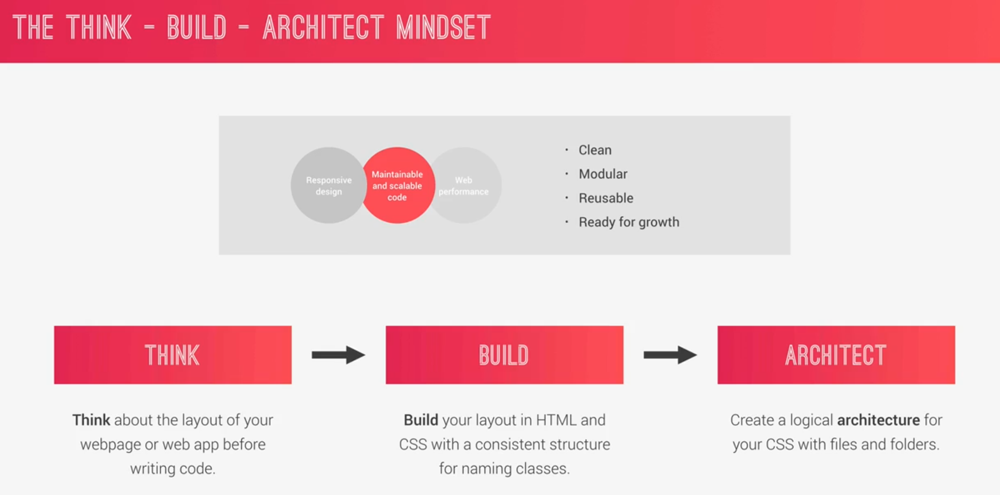 THE THINK - BUILD - ARCHITECT MINDSET
Responsive
design
Maintainable
and scalable
code
Web
performance
· Clean
· Modular
· Reusable
· Ready for growth
THINK
Think about the layout of your
webpage or web app before
writing code.
BUILD
Build your layout in HTML and
CSS with a consistent structure
for naming classes.
ARCHITECT
Create a logical architecture for
your CSS with files and folders.